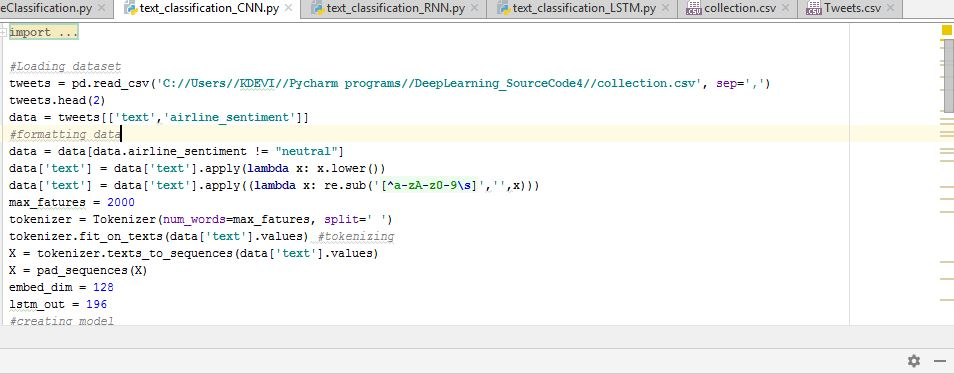 eClassification.py text_classification_CNN.py text_classification_RNN.py text_classification_LSTM.py collection.csv Tweets.csv
import ...
#Loading dataset
tweets = pd.read_csv('C://Users//KDEVI//Pycharm programs//DeepLearning_SourceCode4//collection.csv', sep=',')
tweets.head(2)
data = tweets[['text','airline_sentiment']]
#formatting data
data = data[data.airline_sentiment != "neutral"]
data['text'] = data['text'].apply(lambda x: x.lower())
data['text'] = data['text'].apply((lambda x: re.sub('[^a-zA-z0-9\s]','',x)))
max_fatures = 2000
tokenizer = Tokenizer(num_words=max_fatures, split=' ')
tokenizer.fit_on_texts(data['text'].values) #tokenizing
X = tokenizer.texts_to_sequences(data['text'].values)
X = pad_sequences(X)
embed_dim = 128
lstm_out = 196
#creating model